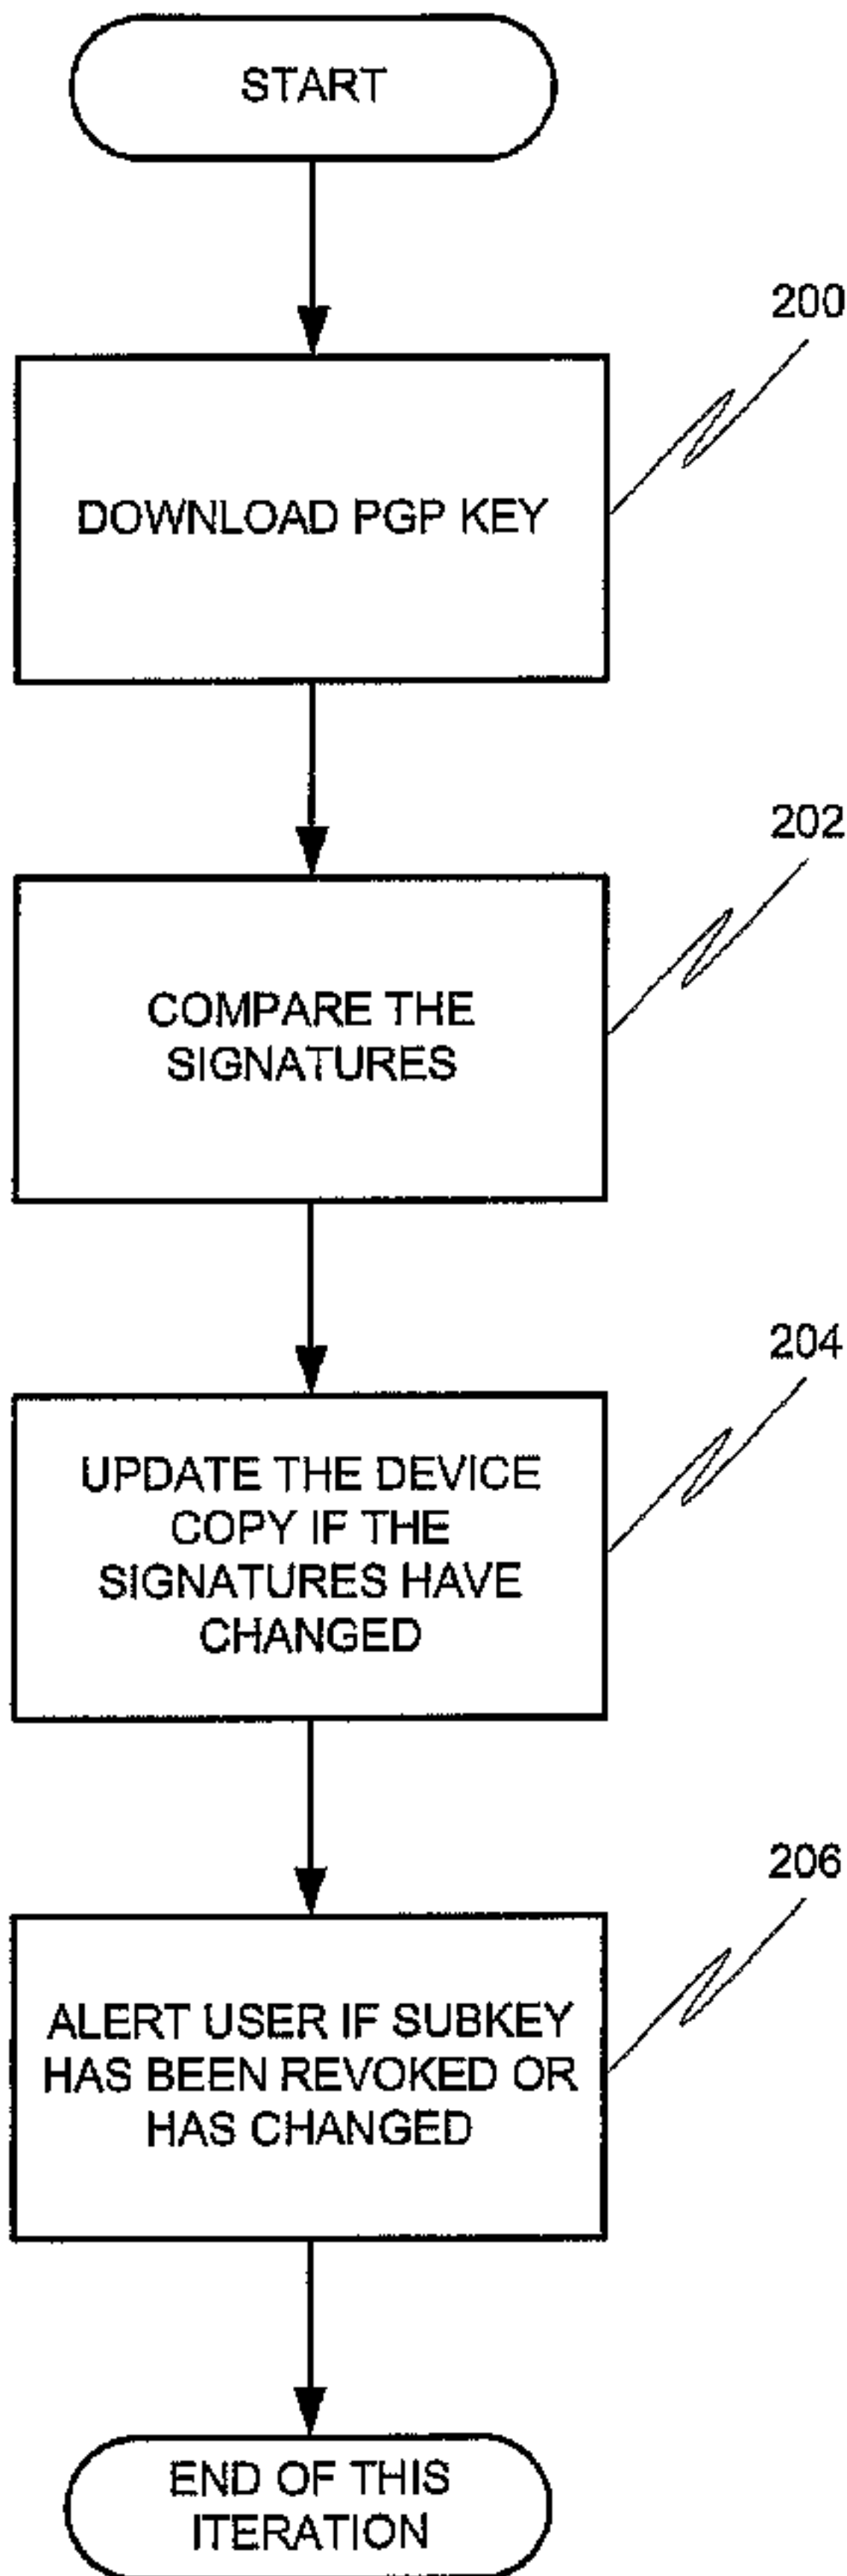 START
200
DOWNLOAD PGP KEY
202
COMPARE THE
SIGNATURES
204
UPDATE THE DEVICE
COPY IF THE
SIGNATURES HAVE
CHANGED
206
ALERT USER IF SUBKEY
HAS BEEN REVOKED OR
HAS CHANGED
END OF THIS
ITERATION